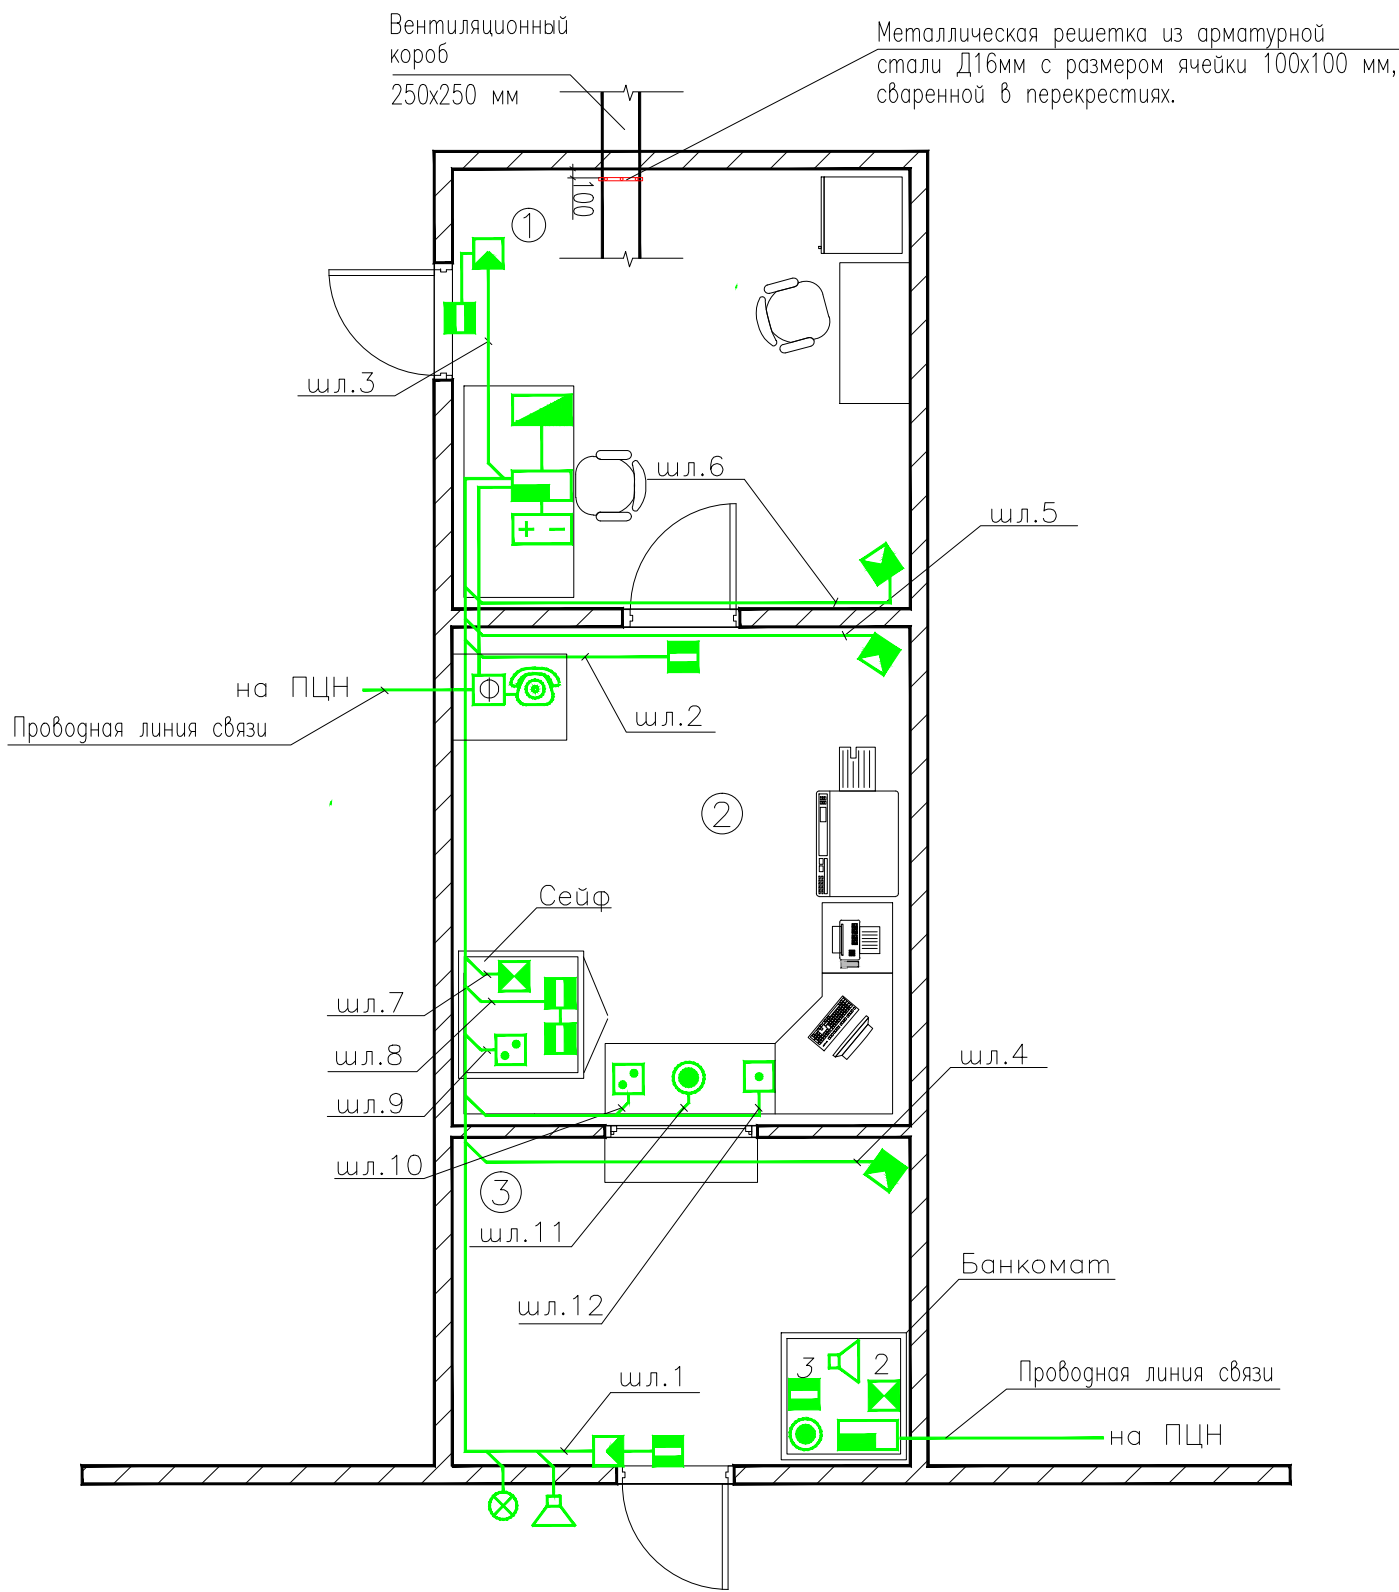 Вентиляционный
короб
250х250 мм
Металлическая решетка из арматурной
стали Д16мм с размером ячейки 100х100 мм,
сваренной в перекрестиях.
100
1
шл.3
шл.6
шл.5
+ −
на ПЦН
Проводная линия связи
шл.2
2
Сейф
шл.7
шл.8
шл.9
шл.4
шл.10
3
шл.11
шл.12
Банкомат
3 2
шл.1
Проводная линия связи
на ПЦН